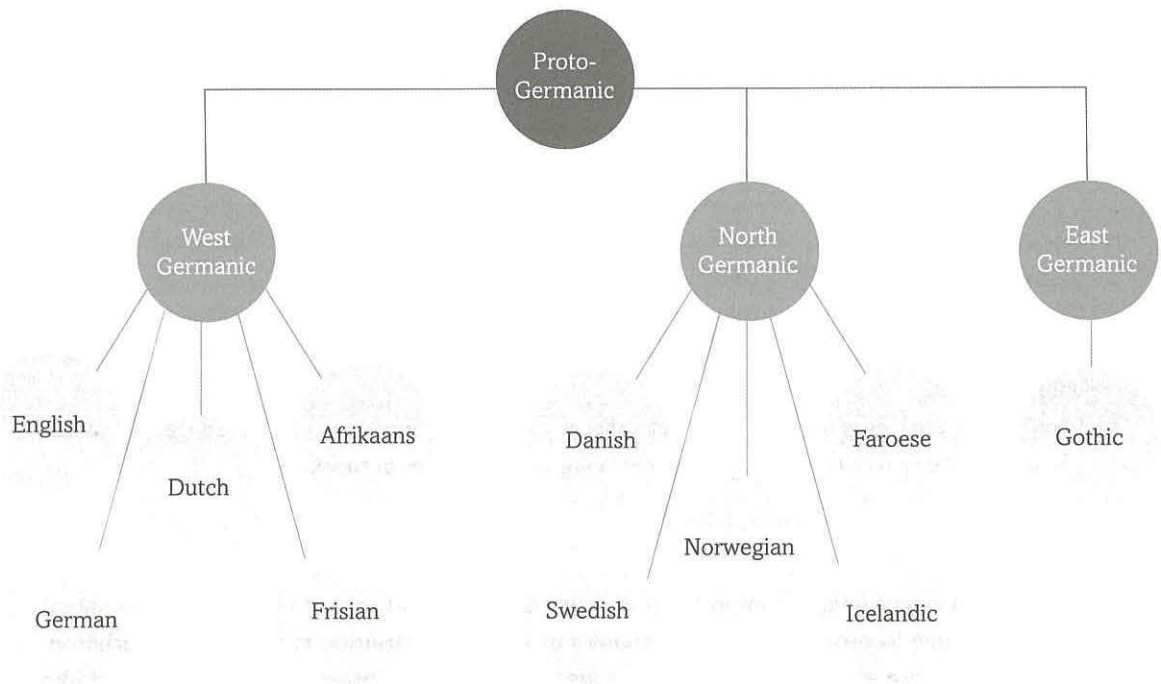 Proto-
Germanic
West
Germanic
North
Germanic
East
Germanic
English
Afrikaans
Danish
Faroese
Gothic
Dutch
Norwegian
German
Frisian
Swedish
Icelandic